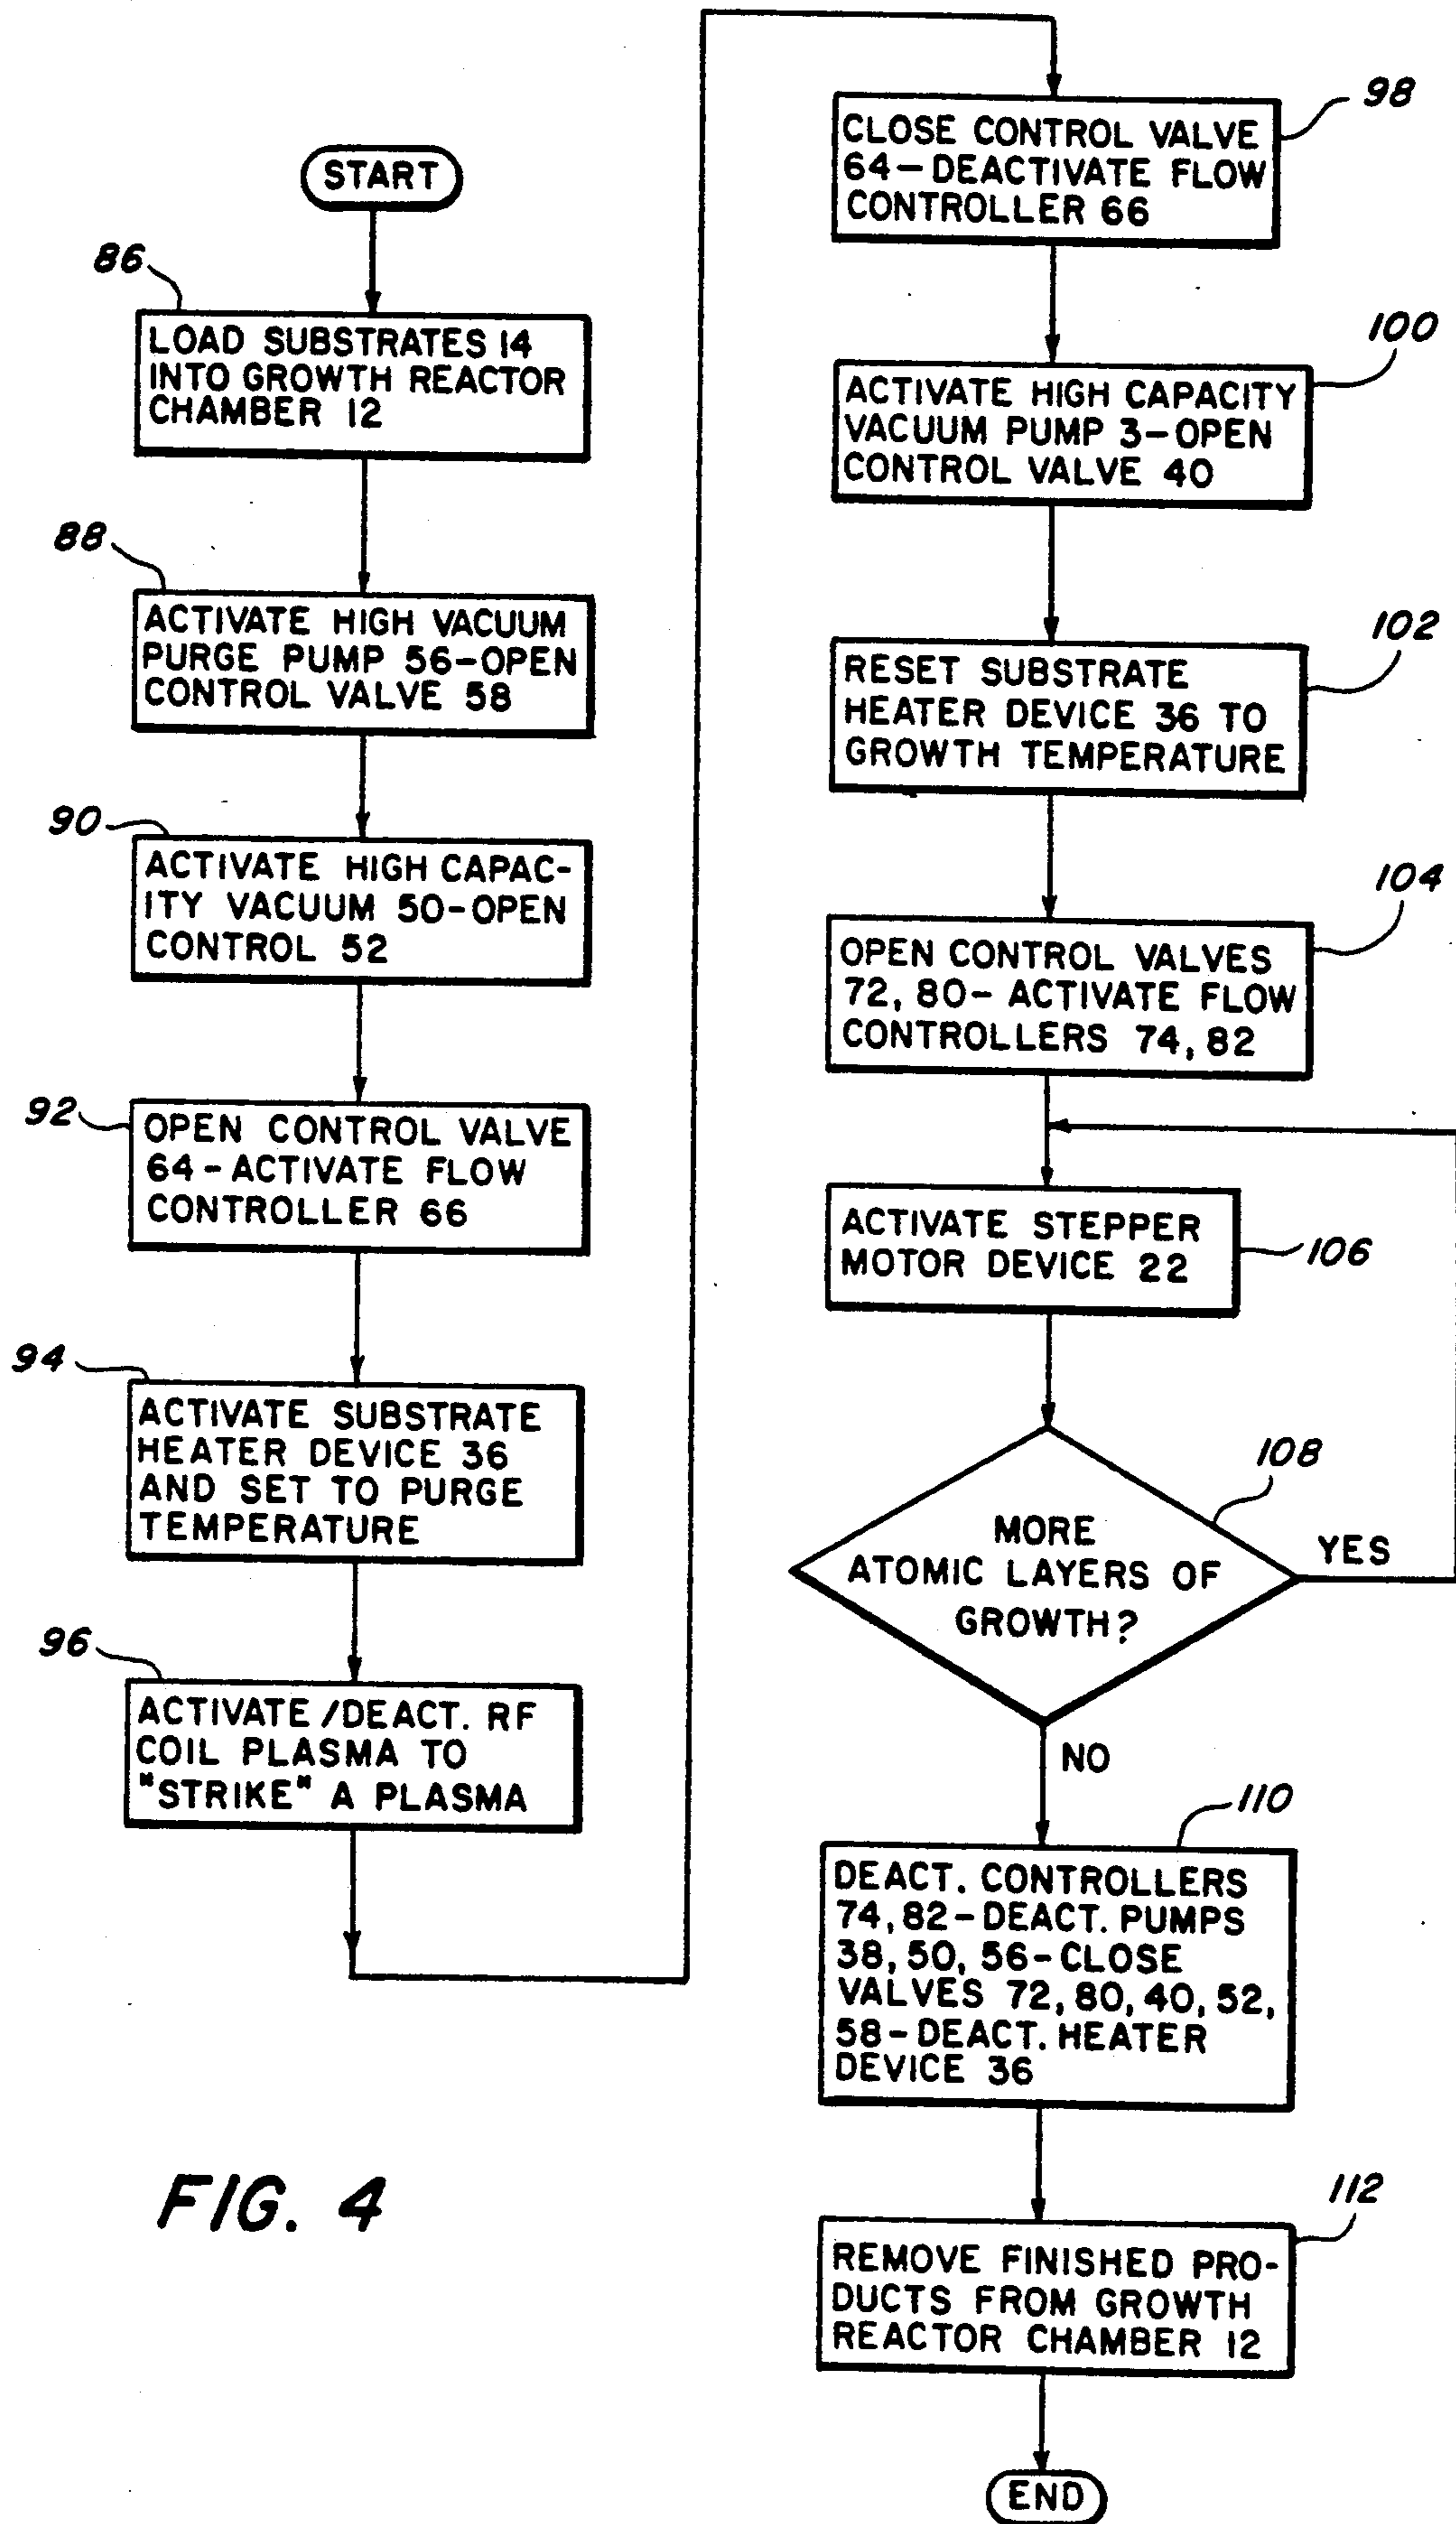 START
86
LOAD SUBSTRATES 14
INTO GROWTH REACTOR
CHAMBER 12
88
ACTIVATE HIGH VACUUM
PURGE PUMP 56-OPEN
CONTROL VALVE 58
90
ACTIVATE HIGH CAPAC-
ITY VACUUM 50-OPEN
CONTROL 52
92
OPEN CONTROL VALVE
64-ACTIVATE FLOW
CONTROLLER 66
94
ACTIVATE SUBSTRATE
HEATER DEVICE 36
AND SET TO PURGE
TEMPERATURE
96
ACTIVATE/DEACT. RF
COIL PLASMA TO
"STRIKE" A PLASMA
98
CLOSE CONTROL VALVE
64-DEACTIVATE FLOW
CONTROLLER 66
100
ACTIVATE HIGH CAPACITY
VACUUM PUMP 3-OPEN
CONTROL VALVE 40
102
RESET SUBSTRATE
HEATER DEVICE 36 TO
GROWTH TEMPERATURE
104
OPEN CONTROL VALVES
72, 80- ACTIVATE FLOW
CONTROLLERS 74, 82
ACTIVATE STEPPER
MOTOR DEVICE 22
106
108
MORE
ATOMIC LAYERS OF
GROWTH?
YES
NO
110
DEACT. CONTROLLERS
74, 82-DEACT. PUMPS
38, 50, 56-CLOSE
VALVES 72, 80, 40, 52,
58-DEACT. HEATER
DEVICE 36
112
REMOVE FINISHED PRO-
DUCTS FROM GROWTH
REACTOR CHAMBER 12
END
FIG. 4